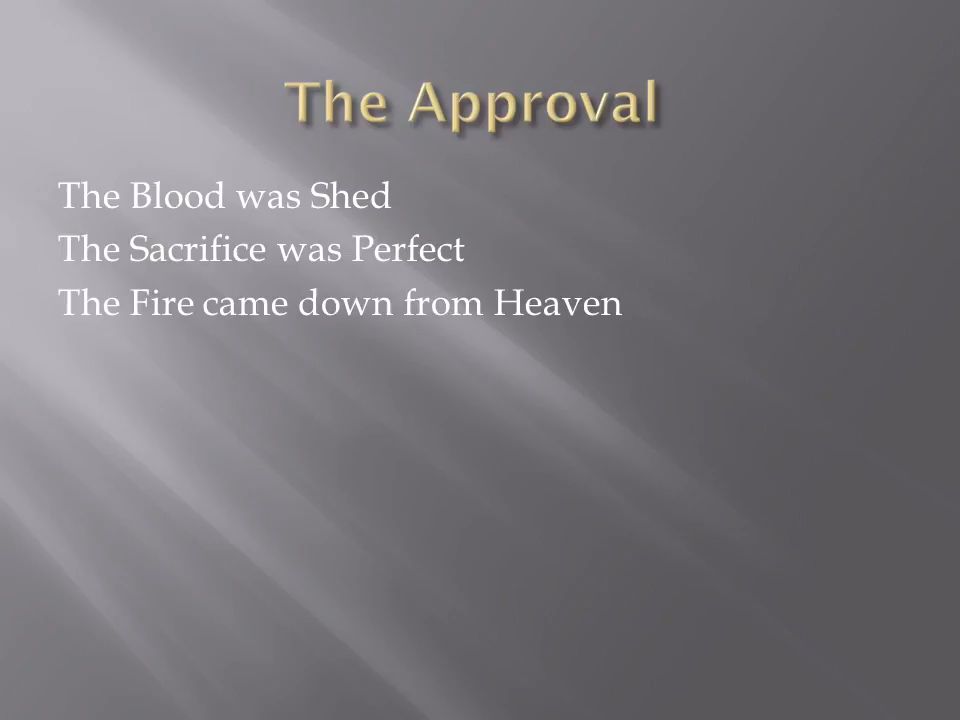 The Approval
The Blood was Shed
The Sacrifice was Perfect
The Fire came down from Heaven